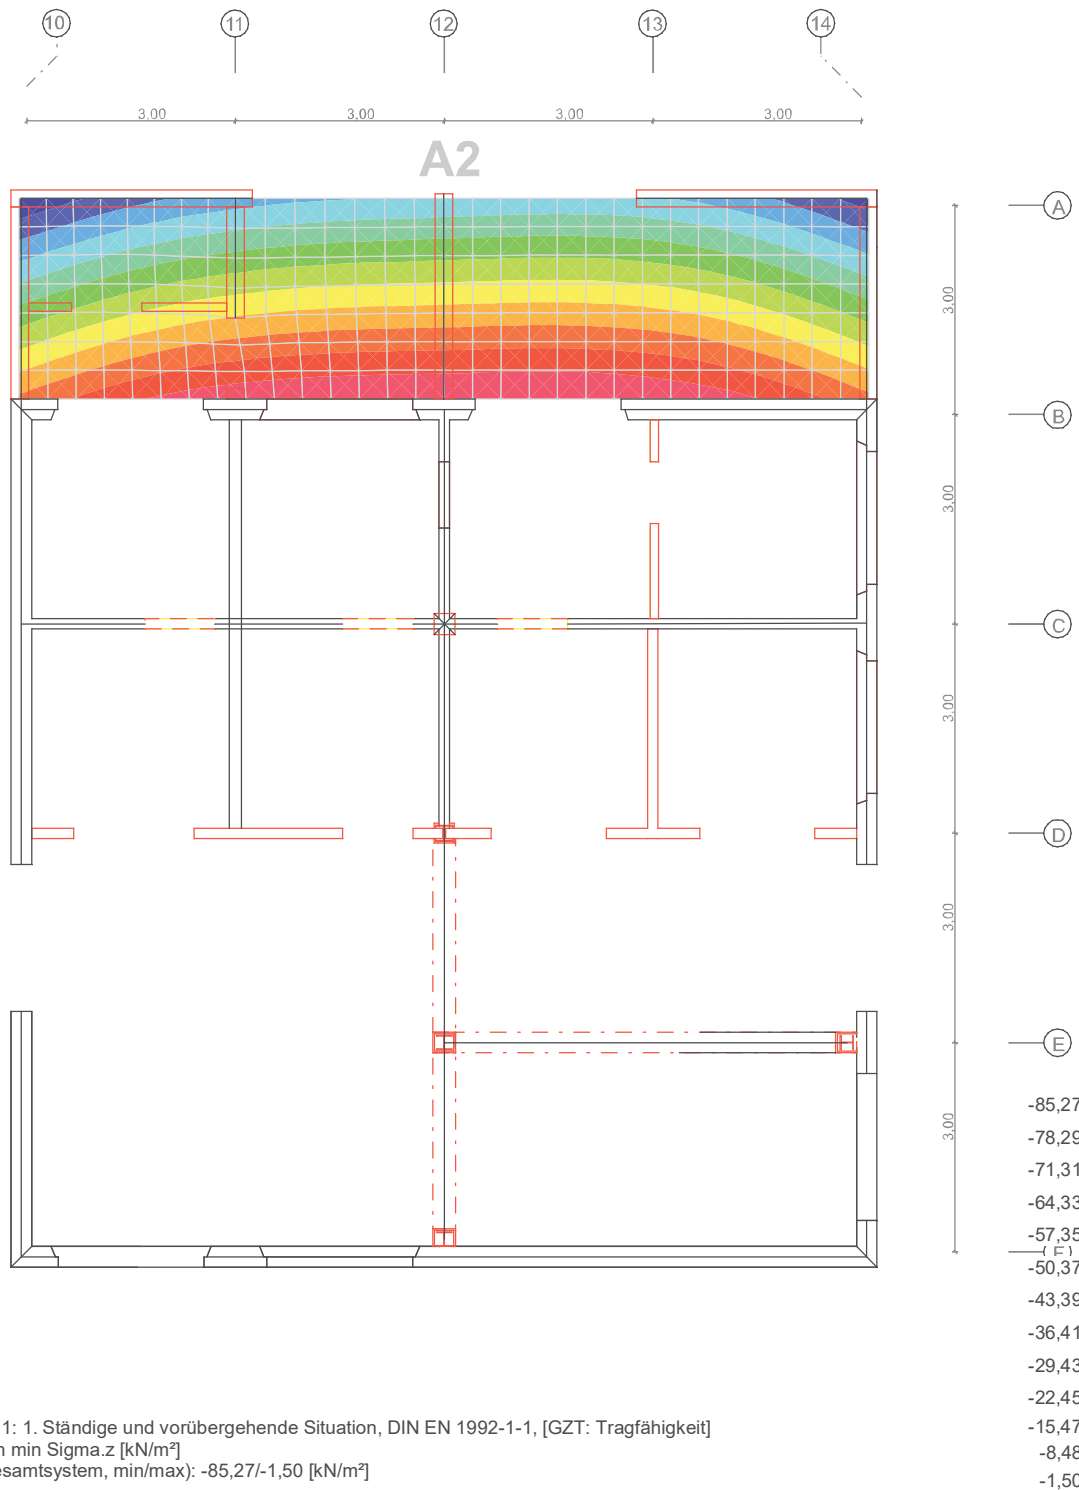 10 11 12 13 14
3.00 3,00 3,00 3,00
A2
A
3.00
B
3,00
C
3,00
D
3,00
E
3,00
F
-85,27
-78,29
-71,31
-64,33
-57,35
-50,37
-43,39
-36,41
-29,43
-22,45
-15,47
-8,48
-1,50
1: 1. Ständige und vorübergehende Situation, DIN EN 1992-1-1, [GZT: Tragfähigkeit]
n min Sigma.z [kN/m²]
esamtsystem, min/max): -85,27/-1,50 [kN/m²]